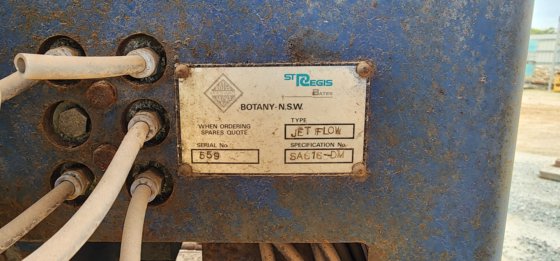 ST REGIS
BATES
BOTANY-N.S.W.
WHEN ORDERING
SPARES QUOTE
TYPE
JET FLOW
SERIAL No.
559
SPECIFICATION No.
SA616-DM